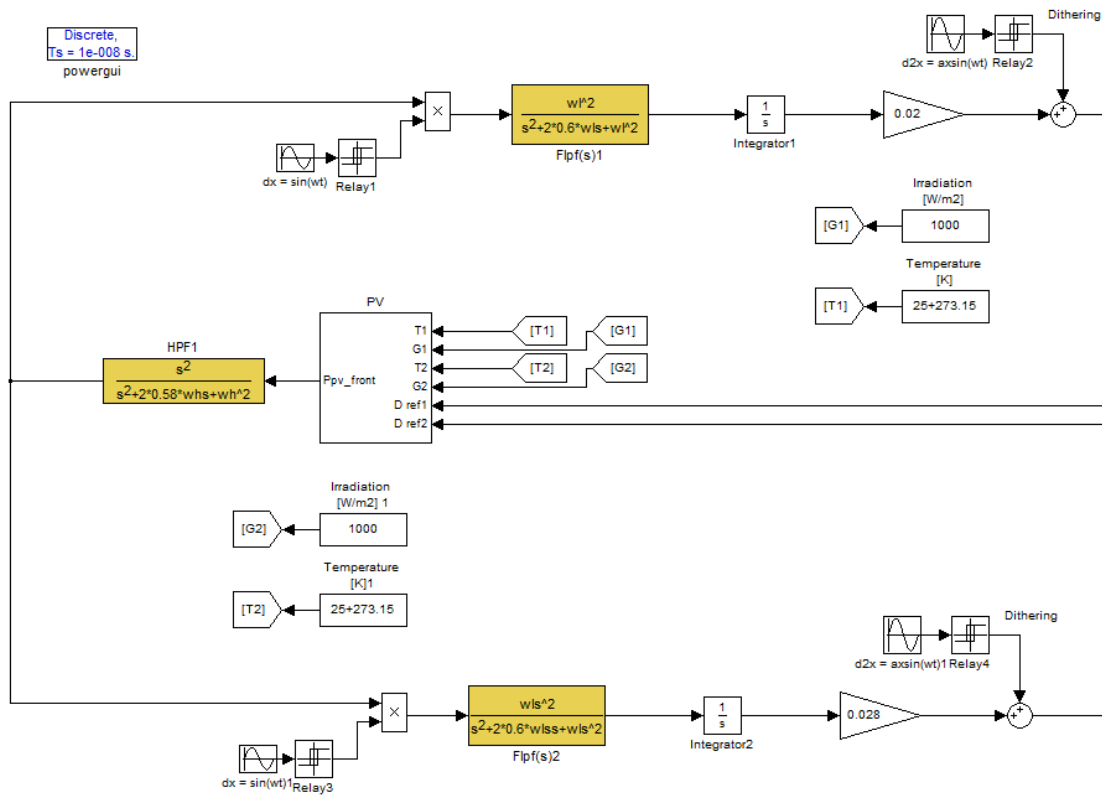 Dithering
Discrete,
Ts = 1e-008 s.
powergui
d2x = axsin(wt)
Relay2
+
+
×
wl^2
s2+2*0.6*wls+wl^2
Flpf(s)1
1
s
Integrator1
0.02
dx = sin(wt)
Relay1
Irradiation
[W/m2]
[G1]
1000
Temperature
[K]
[T1]
25+273.15
PV
T1
G1
T2
G2
D ref1
D ref2
Ppv_front
[T1]
[G1]
[T2]
[G2]
HPF1
s2
s2+2*0.58*whs+wh^2
Irradiation
[W/m2] 1
[G2]
1000
Temperature
[K]1
[T2]
25+273.15
Dithering
d2x = axsin(wt)1
Relay4
+
+
×
wls^2
s2+2*0.6*wlss+wls^2
Flpf(s)2
1
s
Integrator2
0.028
dx = sin(wt)1
Relay3